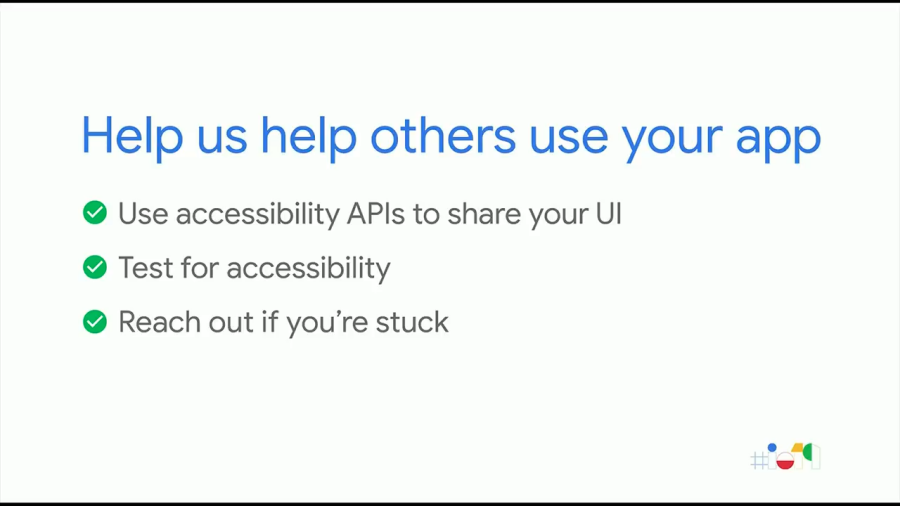 Help us help others use your app
Use accessibility APIs to share your UI
Test for accessibility
Reach out if you're stuck
#io19